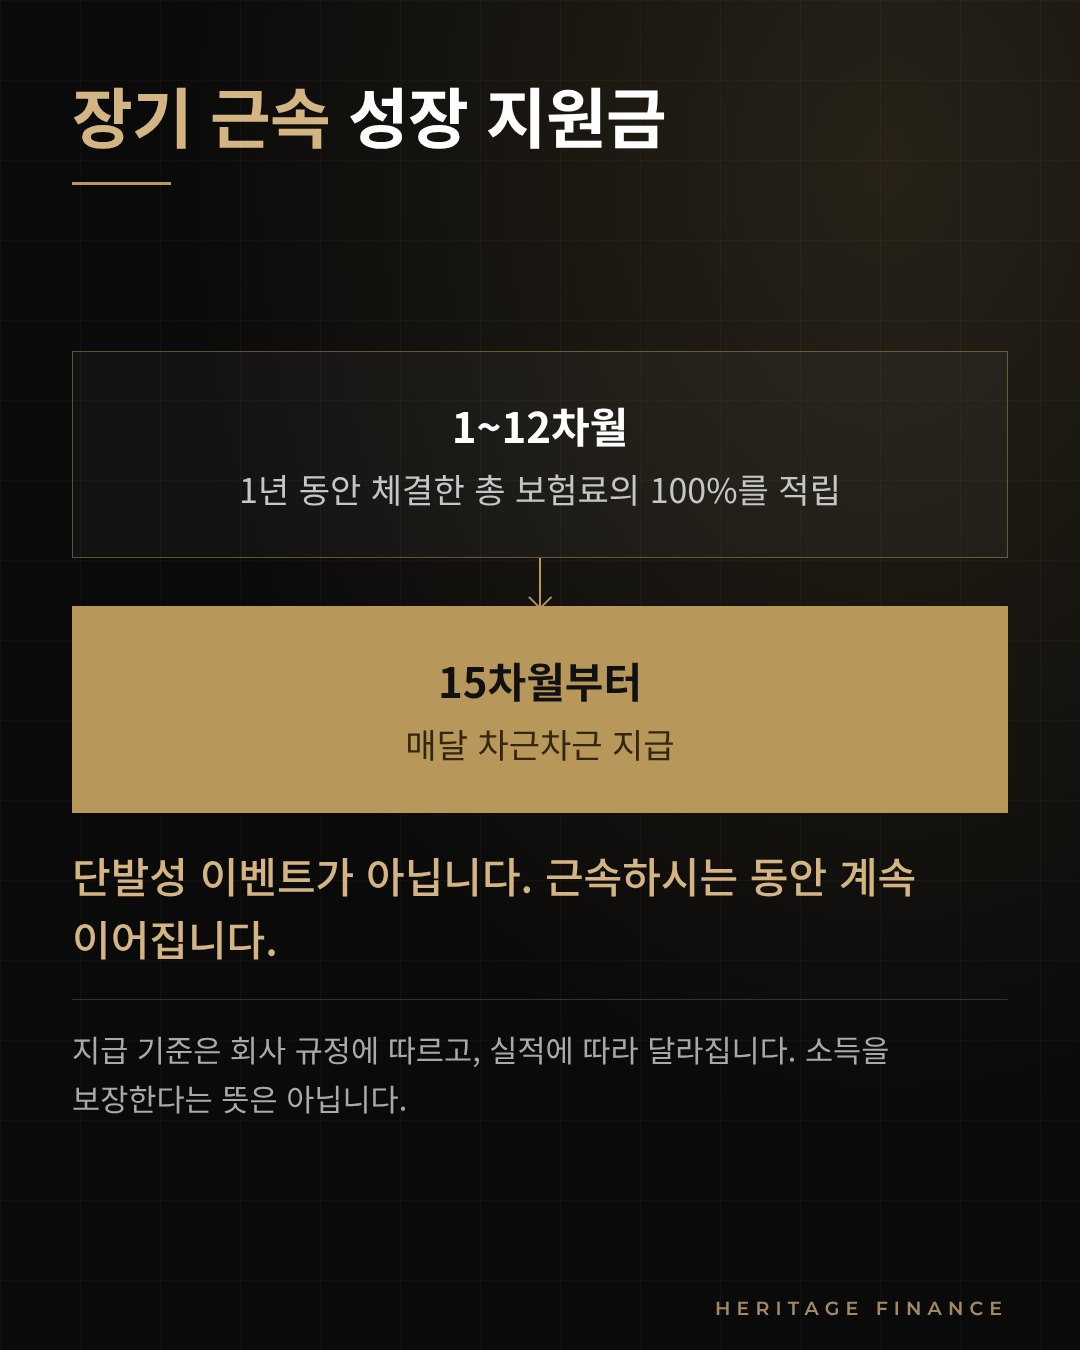 장기 근속 성장 지원금
1~12차월
1년 동안 체결한 총 보험료의 100%를 적립
15차월부터
매달 차근차근 지급
단발성 이벤트가 아닙니다. 근속하시는 동안 계속
이어집니다.
지급 기준은 회사 규정에 따르고, 실적에 따라 달라집니다. 소득을
보장한다는 뜻은 아닙니다.
HERITAGE FINANCE